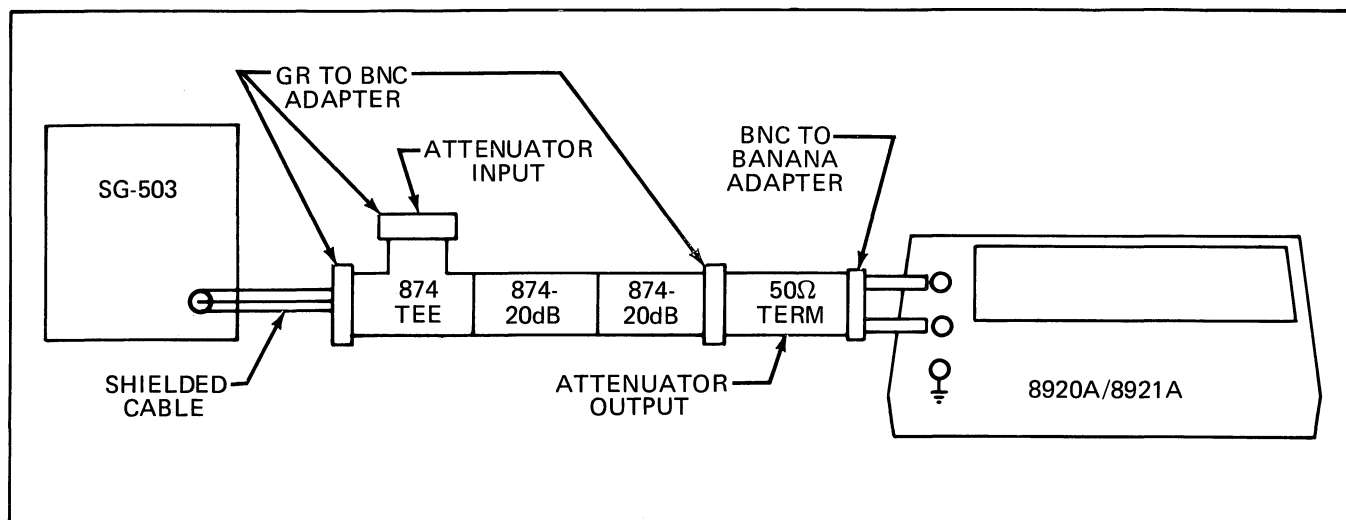 GR TO BNC
ADAPTER
ATTENUATOR
INPUT
BNC TO
BANANA
ADAPTER
SG-503
874
TEE
874-
20dB
874-
20dB
50Ω
TERM
SHIELDED
CABLE
ATTENUATOR
OUTPUT
8920A/8921A